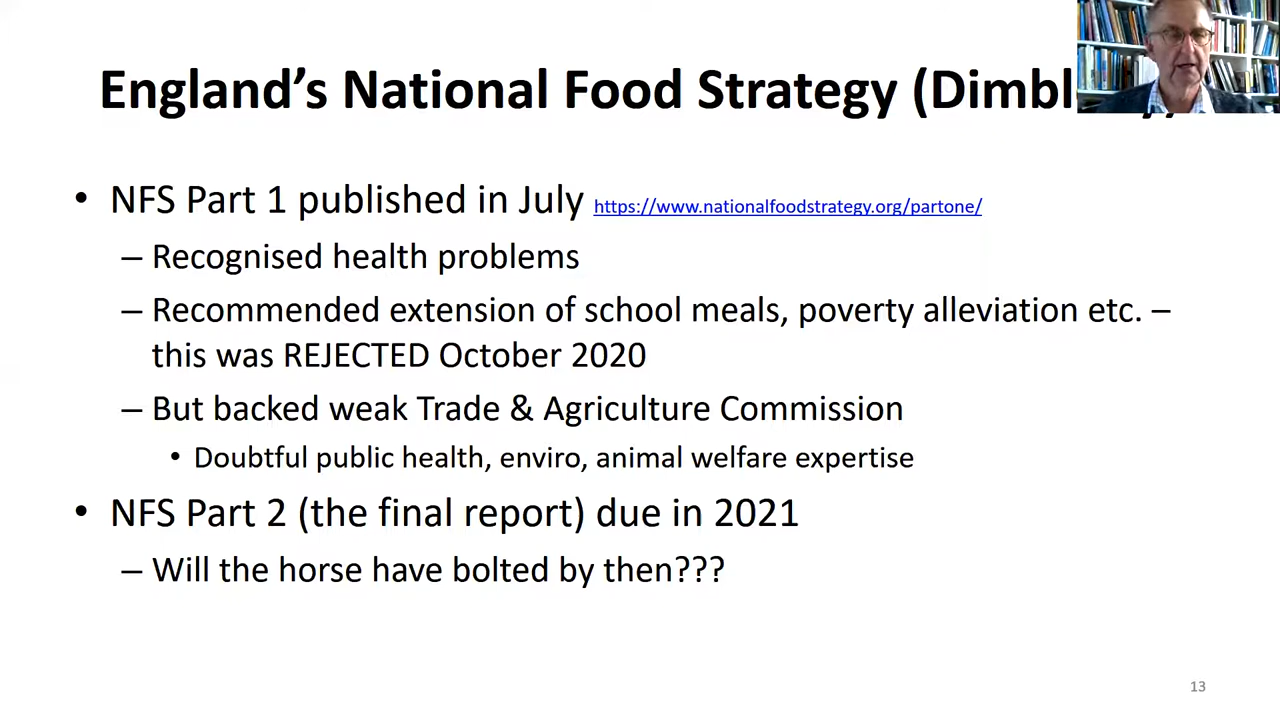 England's National Food Strategy
• NFS Part 1 published in July https://www.nationalfoodstrategy.org/partone/
– Recognised health problems
– Recommended extension of school meals, poverty alleviation etc. –
this was REJECTED October 2020
– But backed weak Trade & Agriculture Commission
• Doubtful public health, enviro, animal welfare expertise
• NFS Part 2 (the final report) due in 2021
– Will the horse have bolted by then???
13